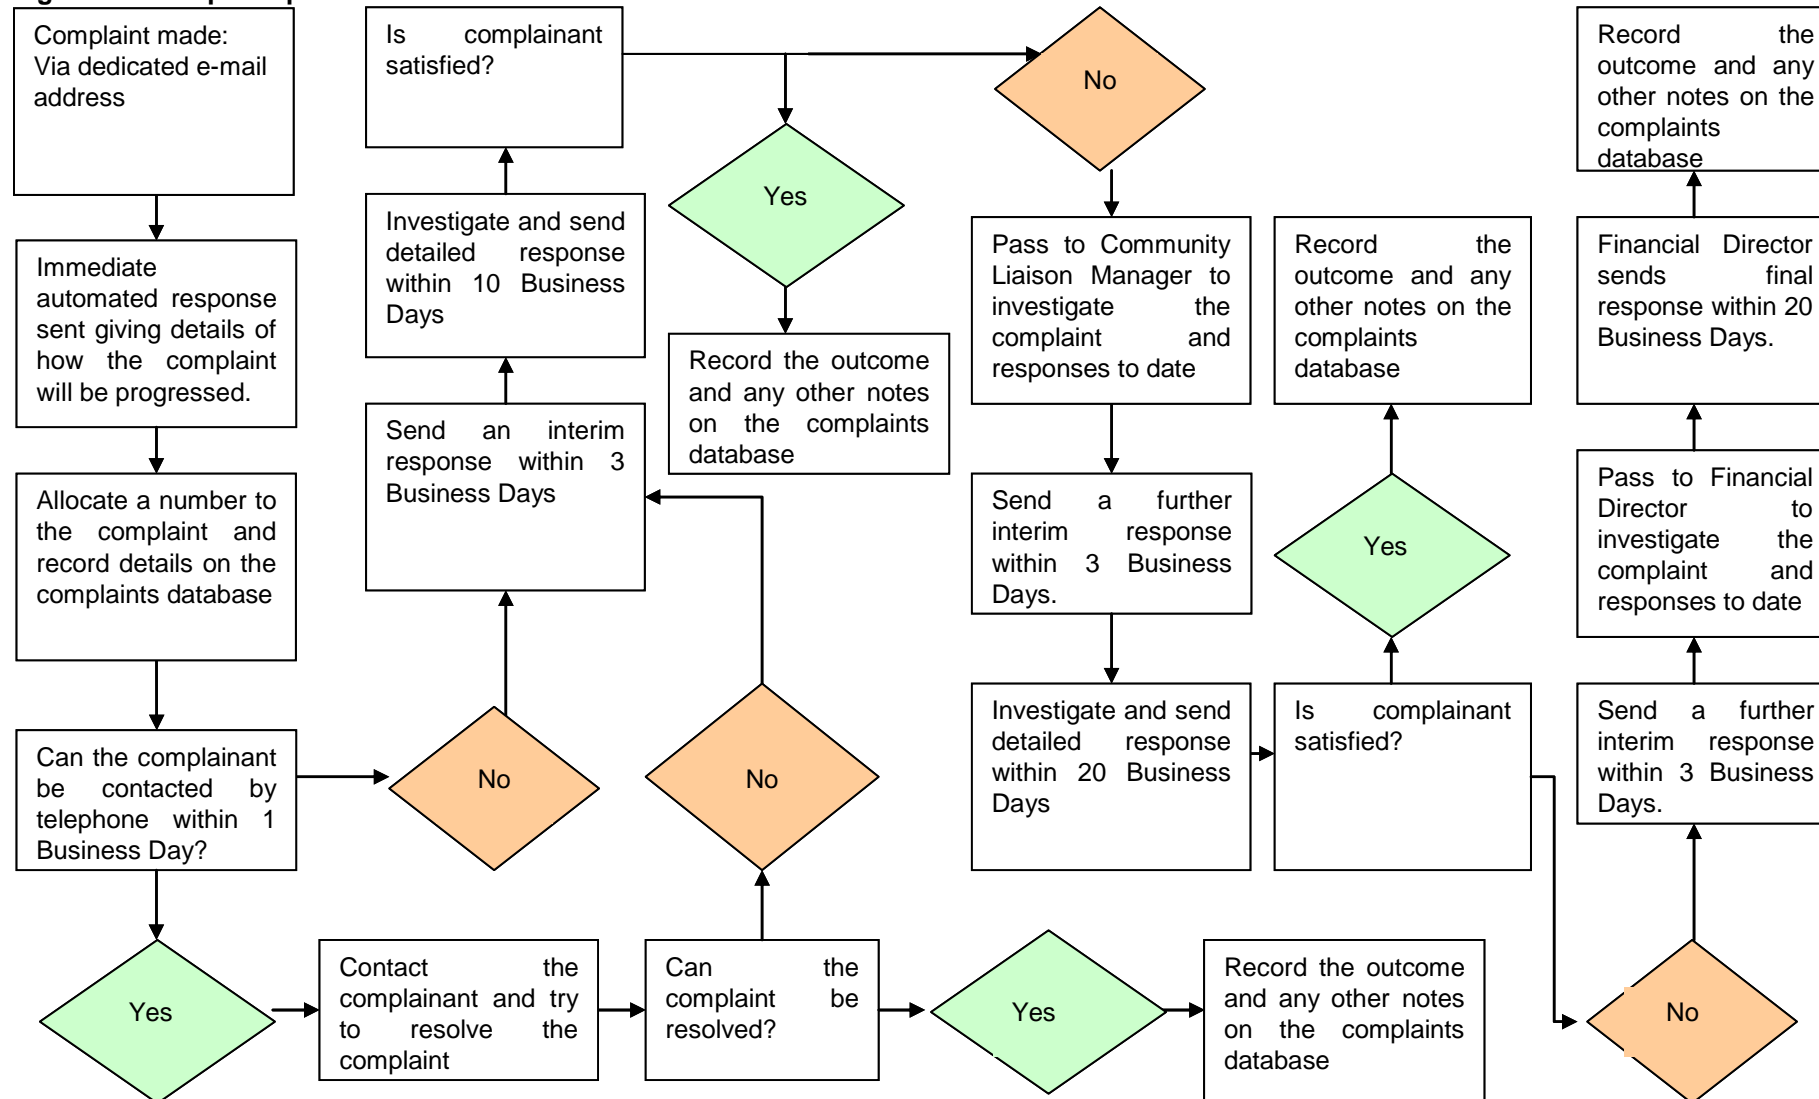 Complaint made:
Via dedicated e-mail
address
Immediate
automated response
sent giving details of
how the complaint
will be progressed.
Allocate a number to
the complaint and
record details on the
complaints database
Can the complainant
be contacted by
telephone within 1
Business Day?
Yes
Contact the
complainant and try
to resolve the
complaint
Can the
complaint be
resolved?
Yes
Record the outcome
and any other notes
on the complaints
database
No
No
Send an interim
response within 3
Business Days
Investigate and send
detailed response
within 10 Business
Days
Is complainant
satisfied?
Yes
Record the outcome
and any other notes
on the complaints
database
No
Pass to Community
Liaison Manager to
investigate the
complaint and
responses to date
Send a further
interim response
within 3 Business
Days.
Investigate and send
detailed response
within 20 Business
Days
Is complainant
satisfied?
Yes
Record the
outcome and any
other notes on the
complaints
database
No
Send a further
interim response
within 3 Business
Days.
Pass to Financial
Director to
investigate the
complaint and
responses to date
Financial Director
sends final
response within 20
Business Days.
Record the
outcome and any
other notes on the
complaints
database